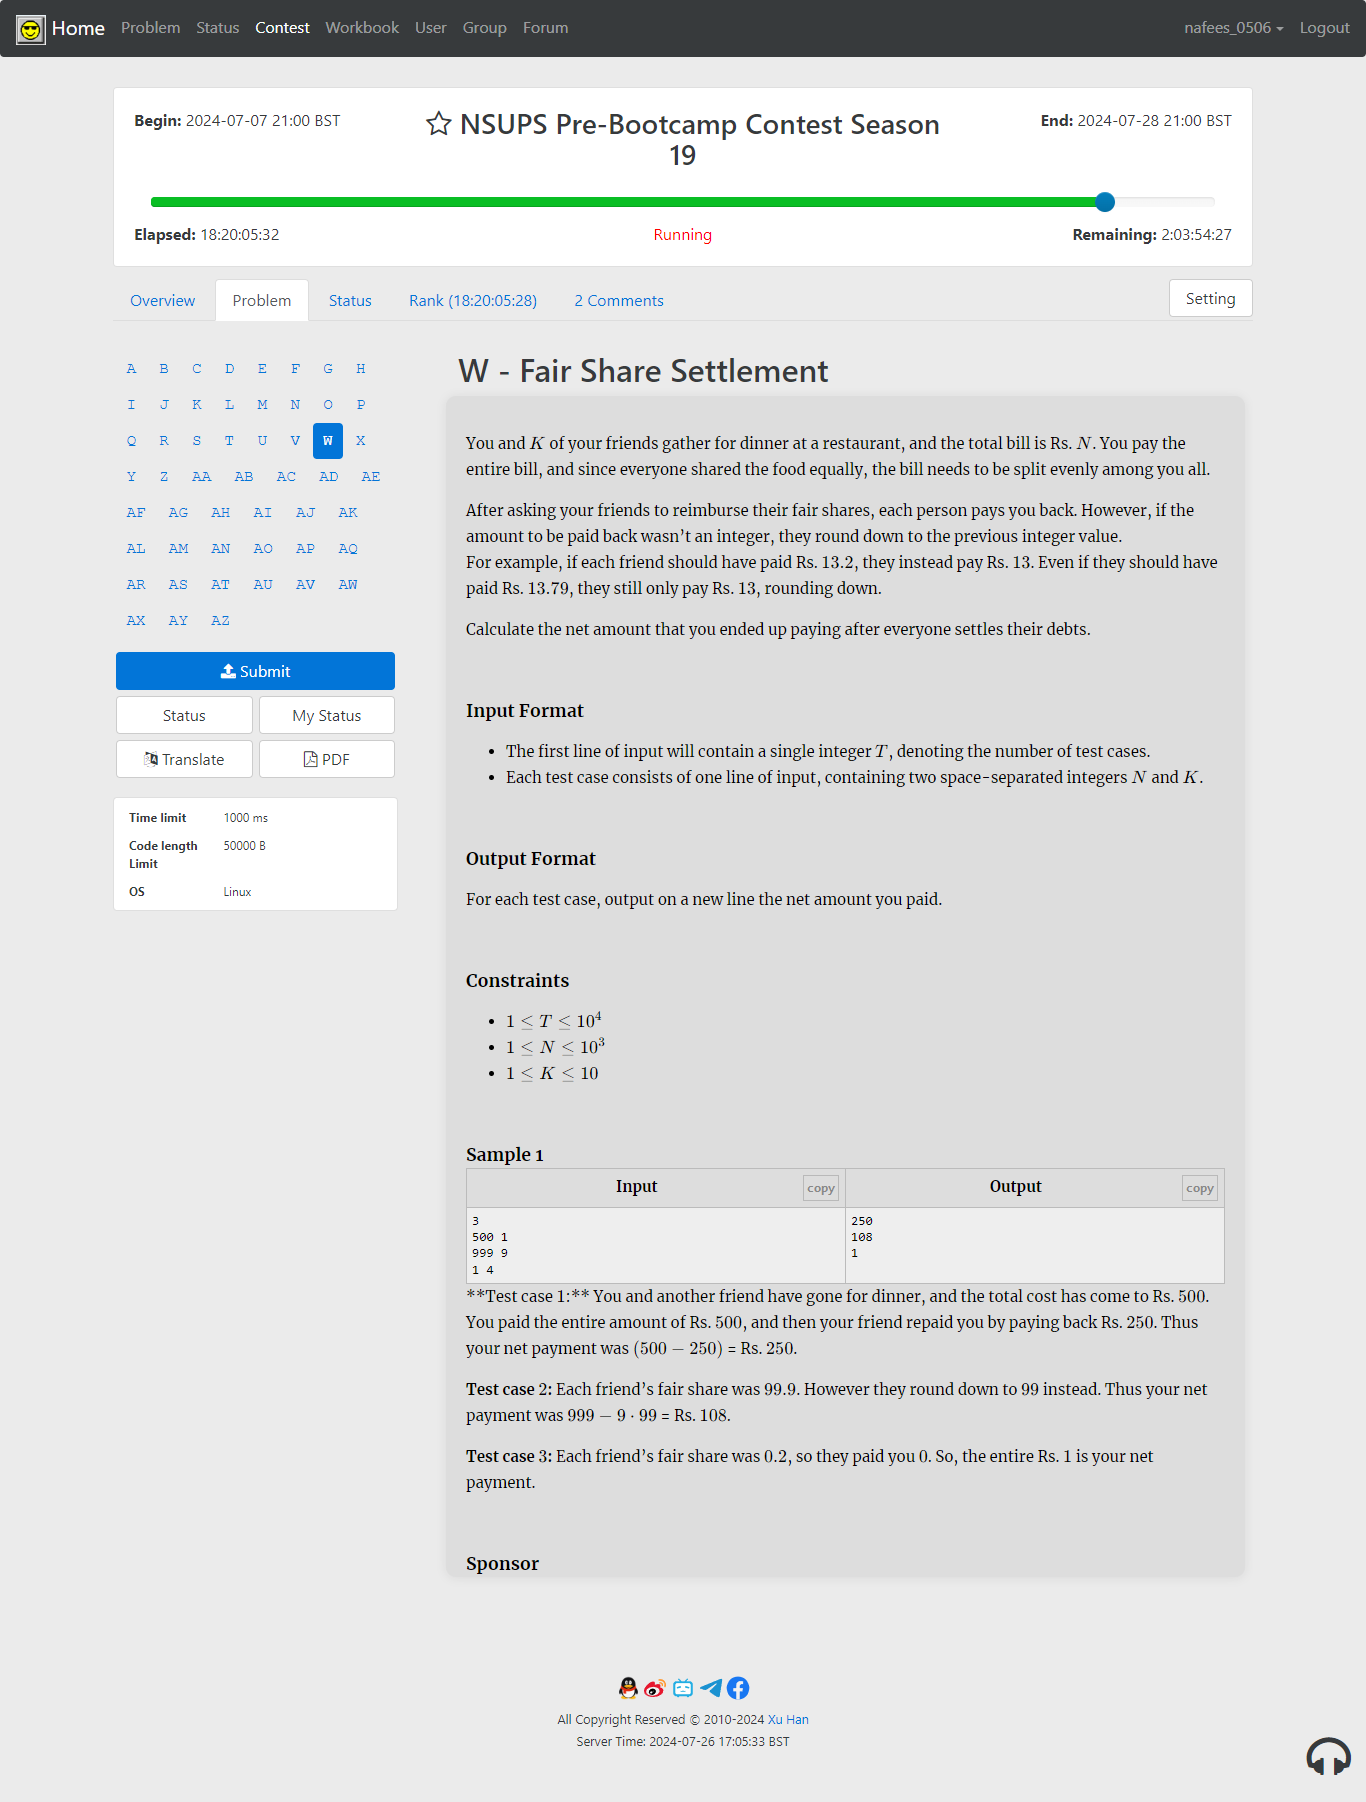 Home Problem Status Contest Workbook User Group Forum nafees_0506 Logout
Begin: 2024-07-07 21:00 BST
NSUPS Pre-Bootcamp Contest Season
19
End: 2024-07-28 21:00 BST
Elapsed: 18:20:05:32
Running
Remaining: 2:03:54:27
Overview Problem Status Rank (18:20:05:28) 2 Comments Setting
A B C D E F G H
I J K L M N O P
Q R S T U V W X
Y Z AA AB AC AD AE
AF AG AH AI AJ AK
AL AM AN AO AP AQ
AR AS AT AU AV AW
AX AY AZ
Submit
Status My Status
Translate PDF
Time limit 1000 ms
Code length 50000 B
Limit
OS Linux
W - Fair Share Settlement
You and K of your friends gather for dinner at a restaurant, and the total bill is Rs. N. You pay the
entire bill, and since everyone shared the food equally, the bill needs to be split evenly among you all.
After asking your friends to reimburse their fair shares, each person pays you back. However, if the
amount to be paid back wasn’t an integer, they round down to the previous integer value.
For example, if each friend should have paid Rs. 13.2, they instead pay Rs. 13. Even if they should have
paid Rs. 13.79, they still only pay Rs. 13, rounding down.
Calculate the net amount that you ended up paying after everyone settles their debts.
Input Format
• The first line of input will contain a single integer T, denoting the number of test cases.
• Each test case consists of one line of input, containing two space-separated integers N and K.
Output Format
For each test case, output on a new line the net amount you paid.
Constraints
• 1 ≤ T ≤ 10⁴
• 1 ≤ N ≤ 10³
• 1 ≤ K ≤ 10
Sample 1
Input copy Output copy
3
500 1
999 9
1 4
250
108
1
**Test case 1:** You and another friend have gone for dinner, and the total cost has come to Rs. 500.
You paid the entire amount of Rs. 500, and then your friend repaid you by paying back Rs. 250. Thus
your net payment was (500 − 250) = Rs. 250.
Test case 2: Each friend’s fair share was 99.9. However they round down to 99 instead. Thus your net
payment was 999 − 9 · 99 = Rs. 108.
Test case 3: Each friend’s fair share was 0.2, so they paid you 0. So, the entire Rs. 1 is your net
payment.
Sponsor
All Copyright Reserved © 2010-2024 Xu Han
Server Time: 2024-07-26 17:05:33 BST